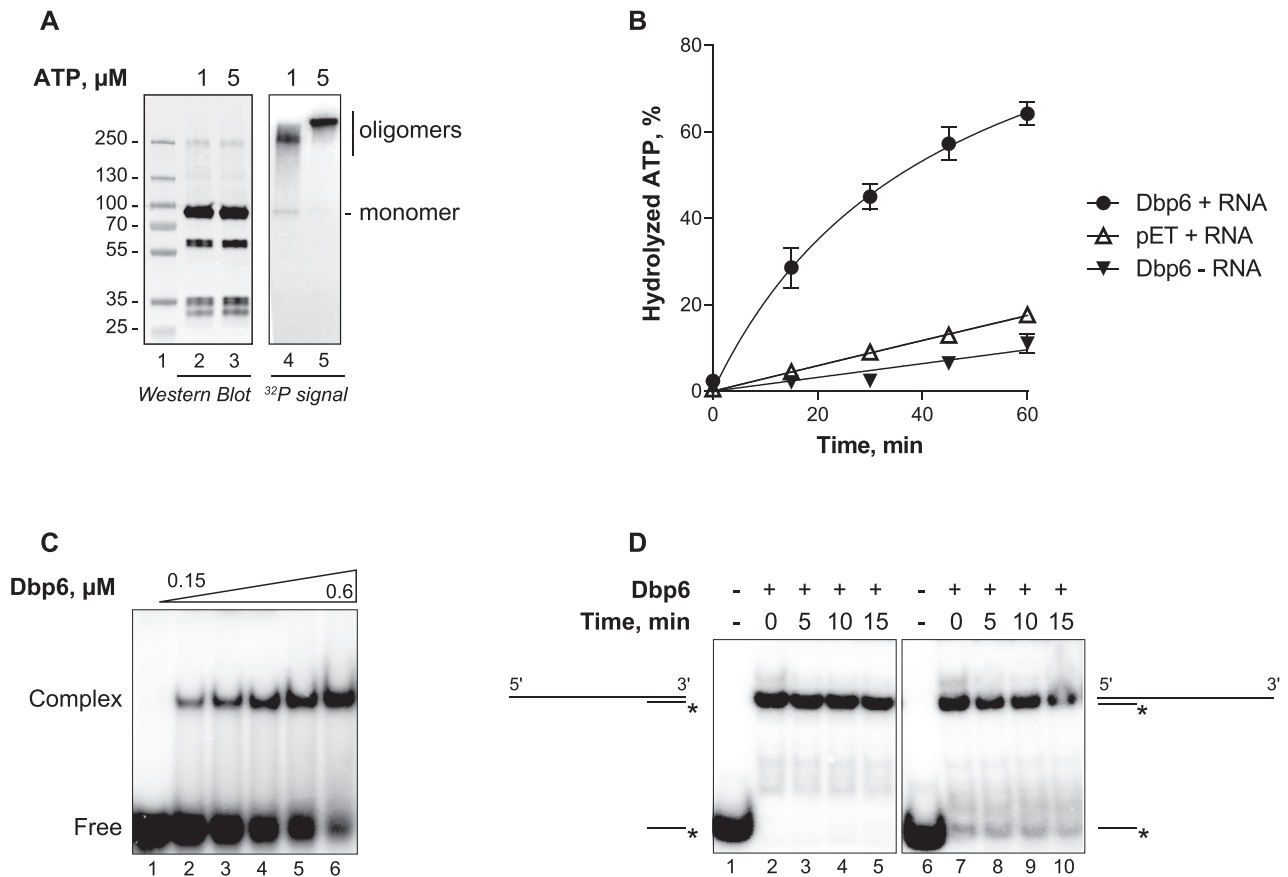 A
ATP, µM 1 5 1 5
250
130
100
70
55
35
25
oligomers
monomer
1 2 3 4 5
Western Blot 32P signal
B
Hydrolyzed ATP, %
80
60
40
20
0
0 20 40 60
Time, min
Dbp6 + RNA
pET + RNA
Dbp6 - RNA
C
Dbp6, µM 0.15 0.6
Complex
Free
1 2 3 4 5 6
D
Dbp6 - + + + + - + + + +
Time, min - 0 5 10 15 - 0 5 10 15
5' 3' 5' 3'
* *
* *
1 2 3 4 5 6 7 8 9 10